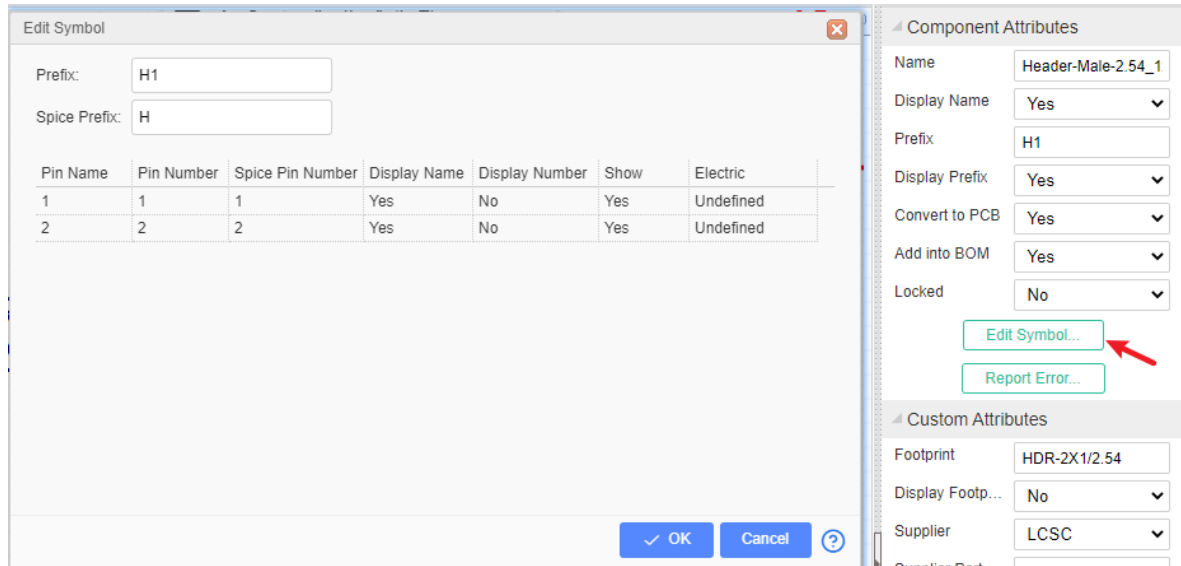 Edit Symbol
Prefix: H1
Spice Prefix: H
Pin Name Pin Number Spice Pin Number Display Name Display Number Show Electric
1 1 1 Yes No Yes Undefined
2 2 2 Yes No Yes Undefined
OK Cancel ?
Component Attributes
Name Header-Male-2.54_1
Display Name Yes
Prefix H1
Display Prefix Yes
Convert to PCB Yes
Add into BOM Yes
Locked No
Edit Symbol...
Report Error...
Custom Attributes
Footprint HDR-2X1/2.54
Display Footp... No
Supplier LCSC